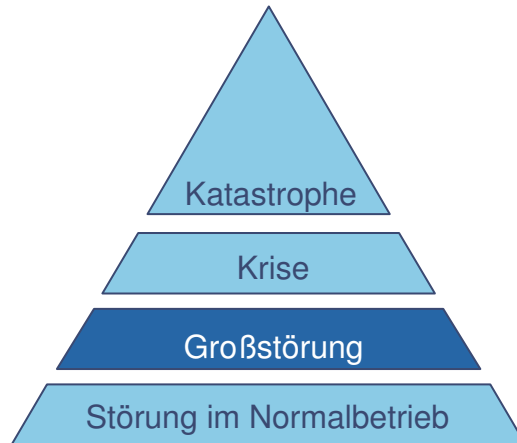 Katastrophe
Krise
Großstörung
Störung im Normalbetrieb